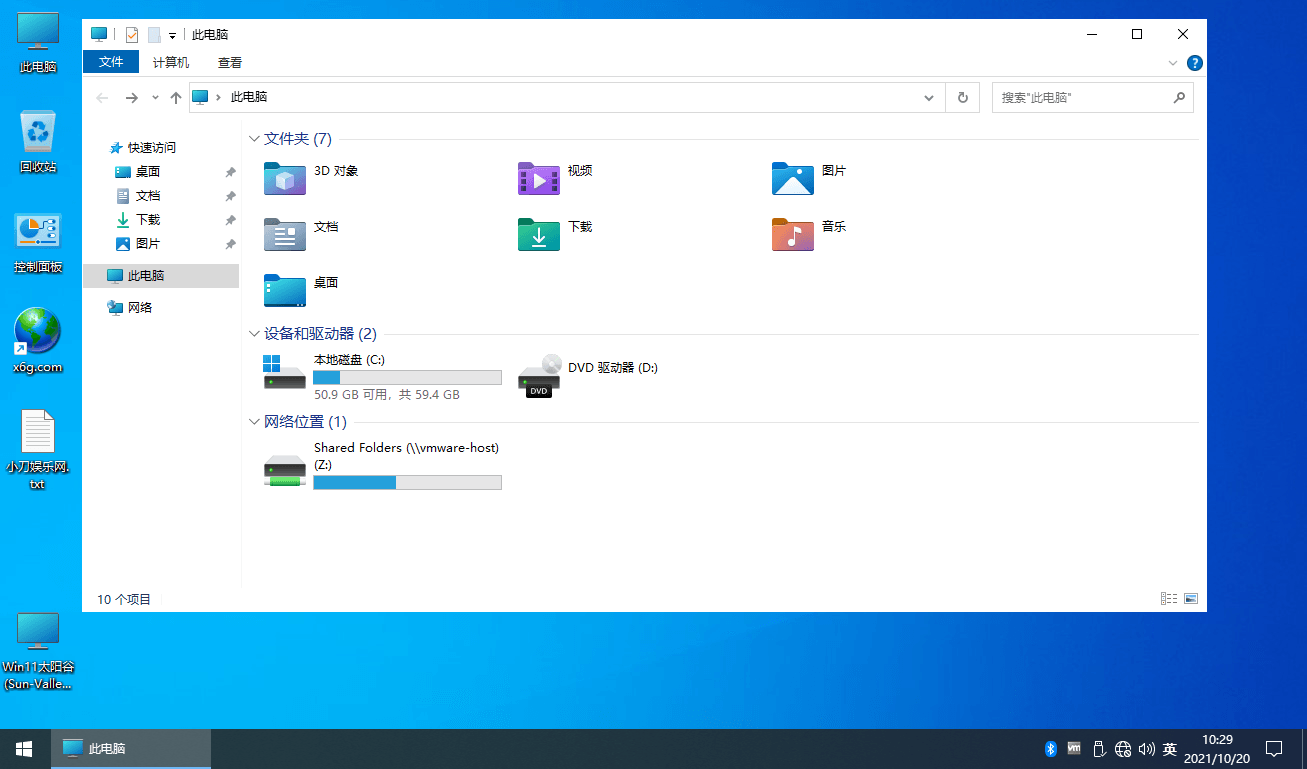 此电脑
回收站
控制面板
x6g.com
小刀娱乐网.
txt
Win11太阳谷
(Sun-Valle...
此电脑
文件
计算机
查看
?
此电脑
搜索"此电脑"
快速访问
桌面
文档
下载
图片
此电脑
网络
文件夹 (7)
3D 对象
视频
图片
文档
下载
音乐
桌面
设备和驱动器 (2)
本地磁盘 (C:)
50.9 GB 可用，共 59.4 GB
DVD
DVD 驱动器 (D:)
网络位置 (1)
Shared Folders (\\vmware-host)
(Z:)
10 个项目
此电脑
vm
英
10:29
2021/10/20